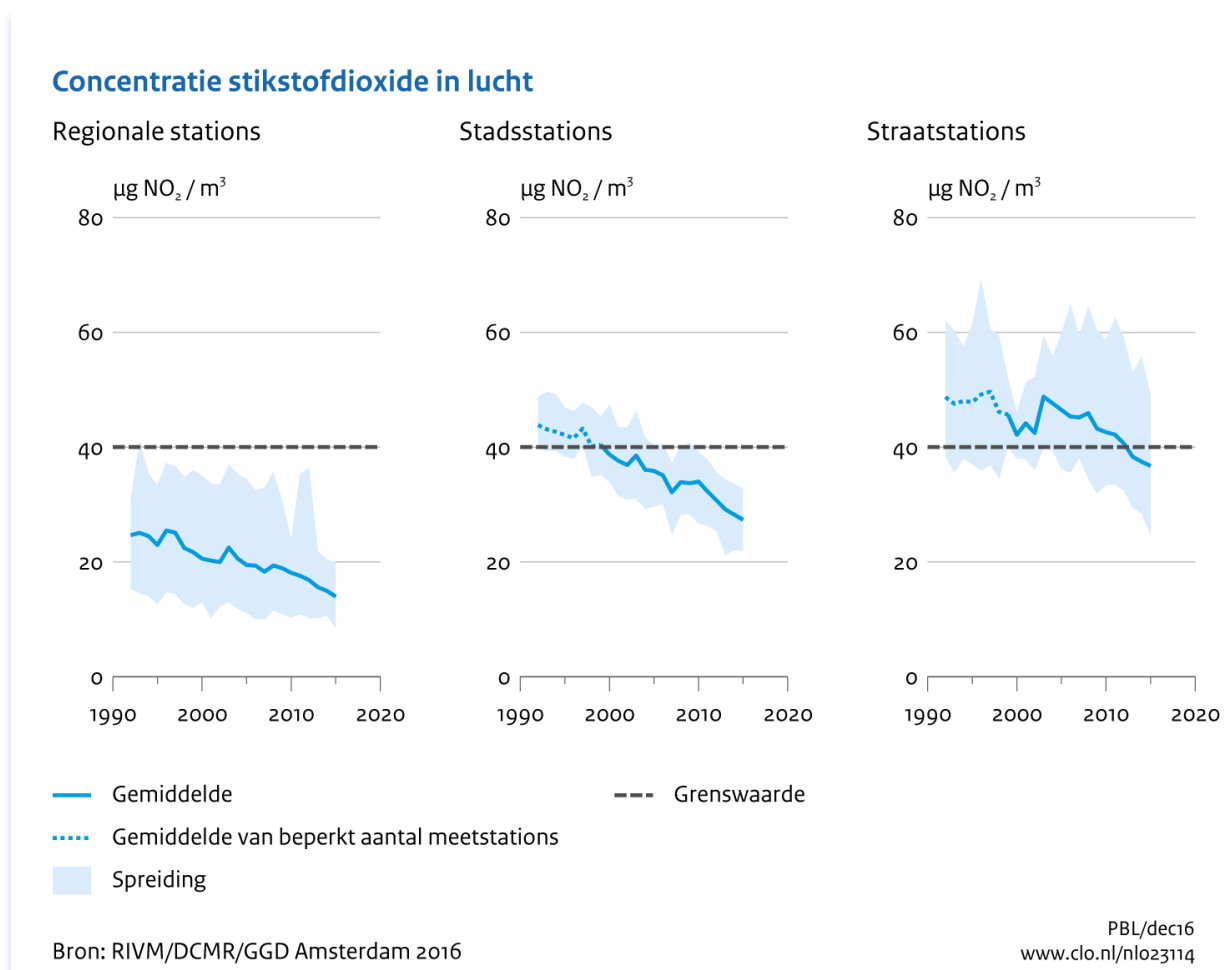 Concentratie stikstofdioxide in lucht
Regionale stations
µg NO₂ / m³
80
60
40
20
0
1990 2000 2010 2020
Stadsstations
µg NO₂ / m³
80
60
40
20
0
1990 2000 2010 2020
Straatstations
µg NO₂ / m³
80
60
40
20
0
1990 2000 2010 2020
Gemiddelde
Gemiddelde van beperkt aantal meetstations
Spreiding
Grenswaarde
Bron: RIVM/DCMR/GGD Amsterdam 2016
PBL/dec16
www.clo.nl/nl023114